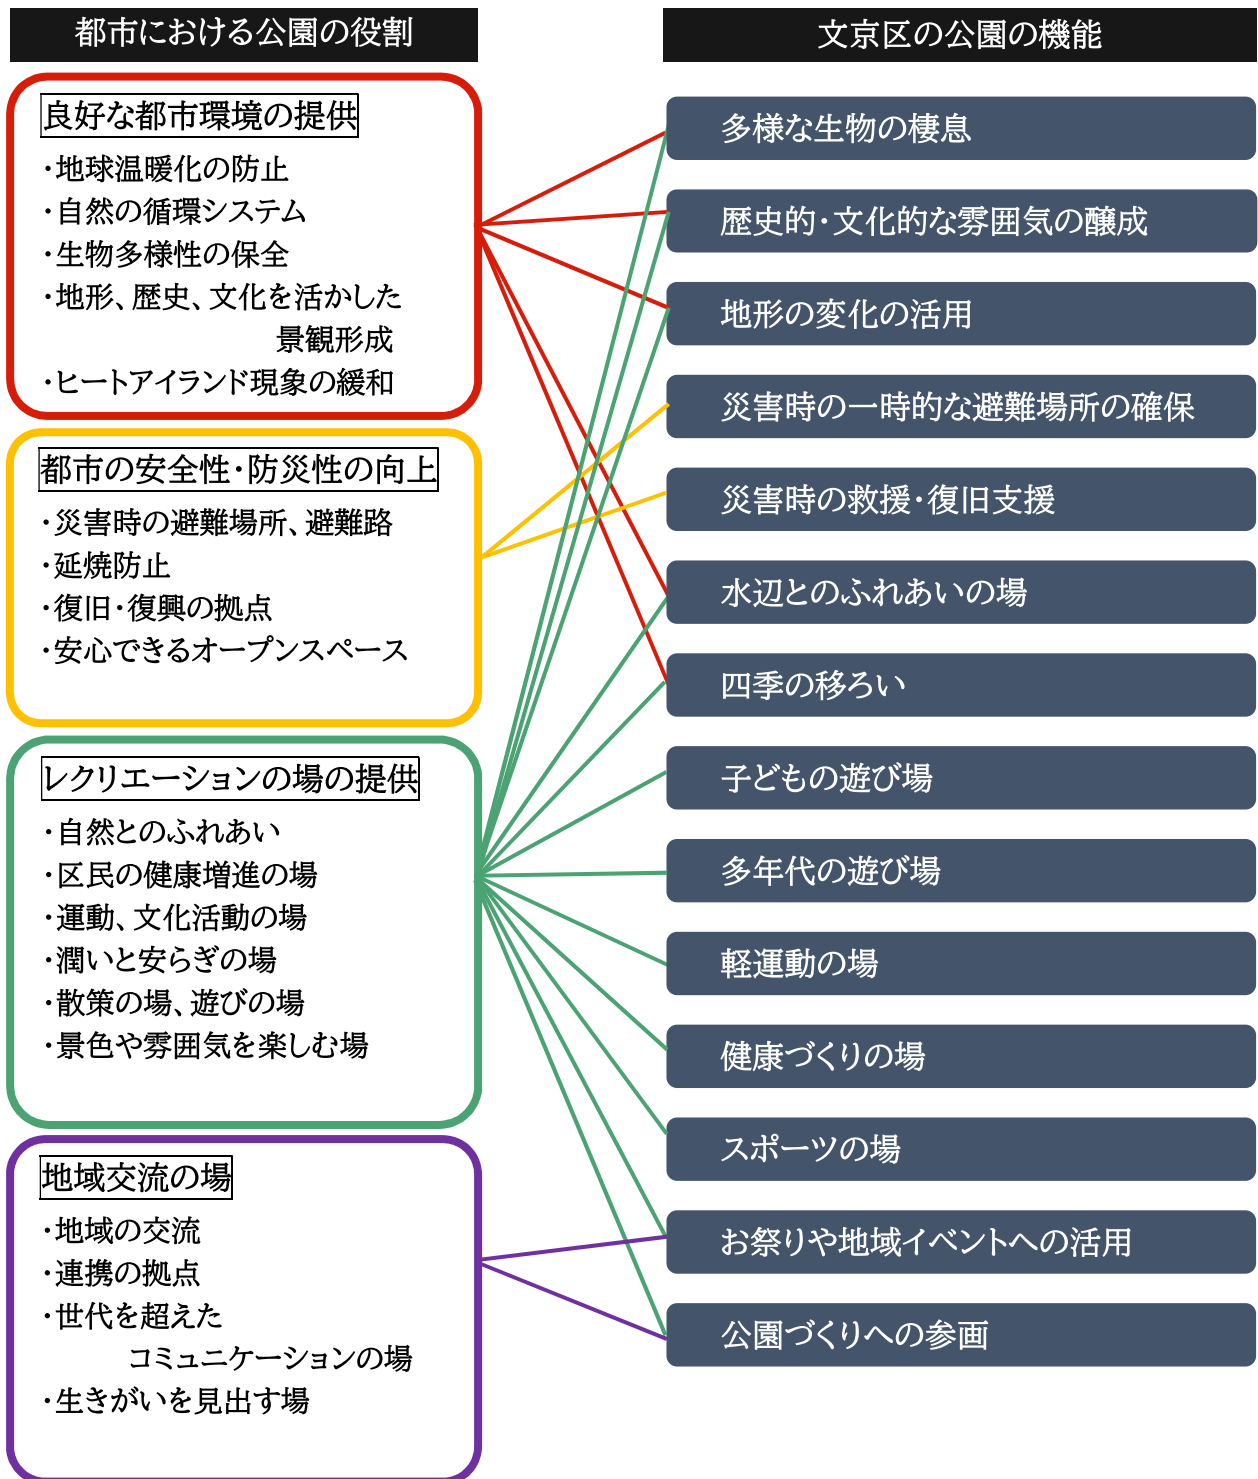 都市における公園の役割
良好な都市環境の提供
・地球温暖化の防止
・自然の循環システム
・生物多様性の保全
・地形、歴史、文化を活かした
景観形成
・ヒートアイランド現象の緩和
都市の安全性・防災性の向上
・災害時の避難場所、避難路
・延焼防止
・復旧・復興の拠点
・安心できるオープンスペース
レクリエーションの場の提供
・自然とのふれあい
・区民の健康増進の場
・運動、文化活動の場
・潤いと安らぎの場
・散策の場、遊びの場
・景色や雰囲気を楽しむ場
地域交流の場
・地域の交流
・連携の拠点
・世代を超えた
コミュニケーションの場
・生きがいを見出す場
文京区の公園の機能
多様な生物の棲息
歴史的・文化的な雰囲気の醸成
地形の変化の活用
災害時の一時的な避難場所の確保
災害時の救援・復旧支援
水辺とのふれあいの場
四季の移ろい
子どもの遊び場
多年代の遊び場
軽運動の場
健康づくりの場
スポーツの場
お祭りや地域イベントへの活用
公園づくりへの参画